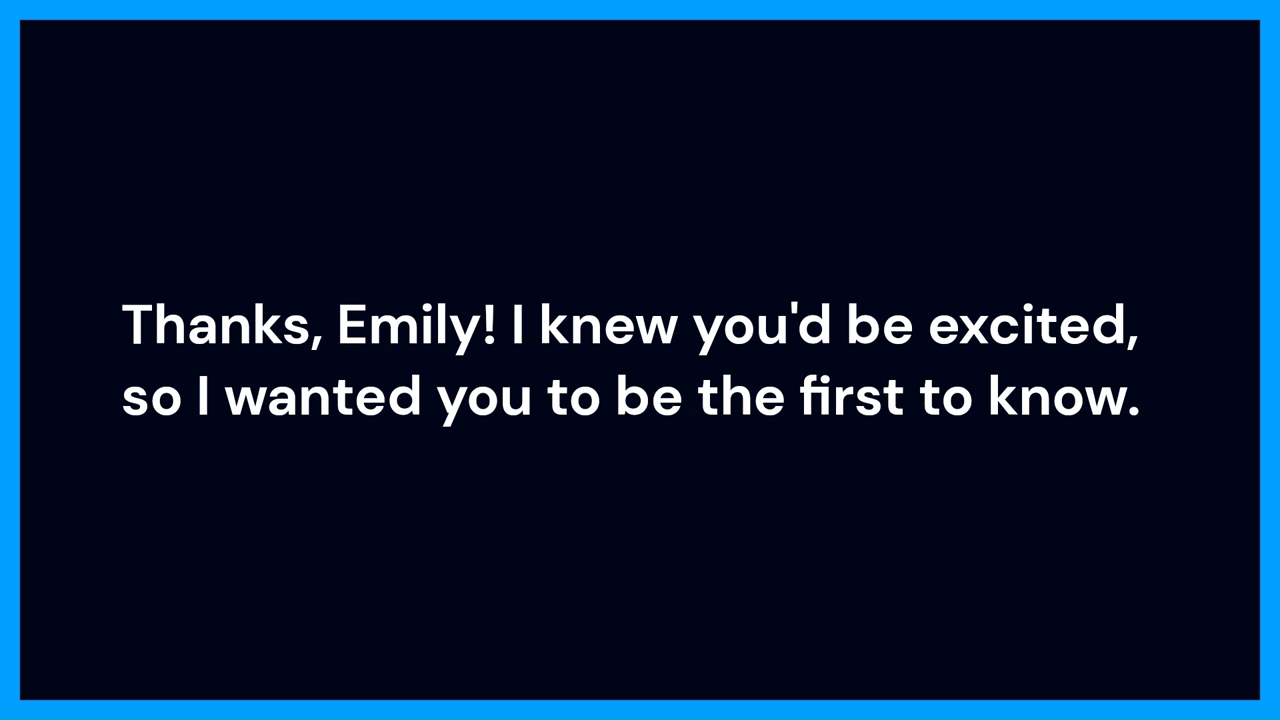 Thanks, Emily! I knew you'd be excited,
so I wanted you to be the first to know.